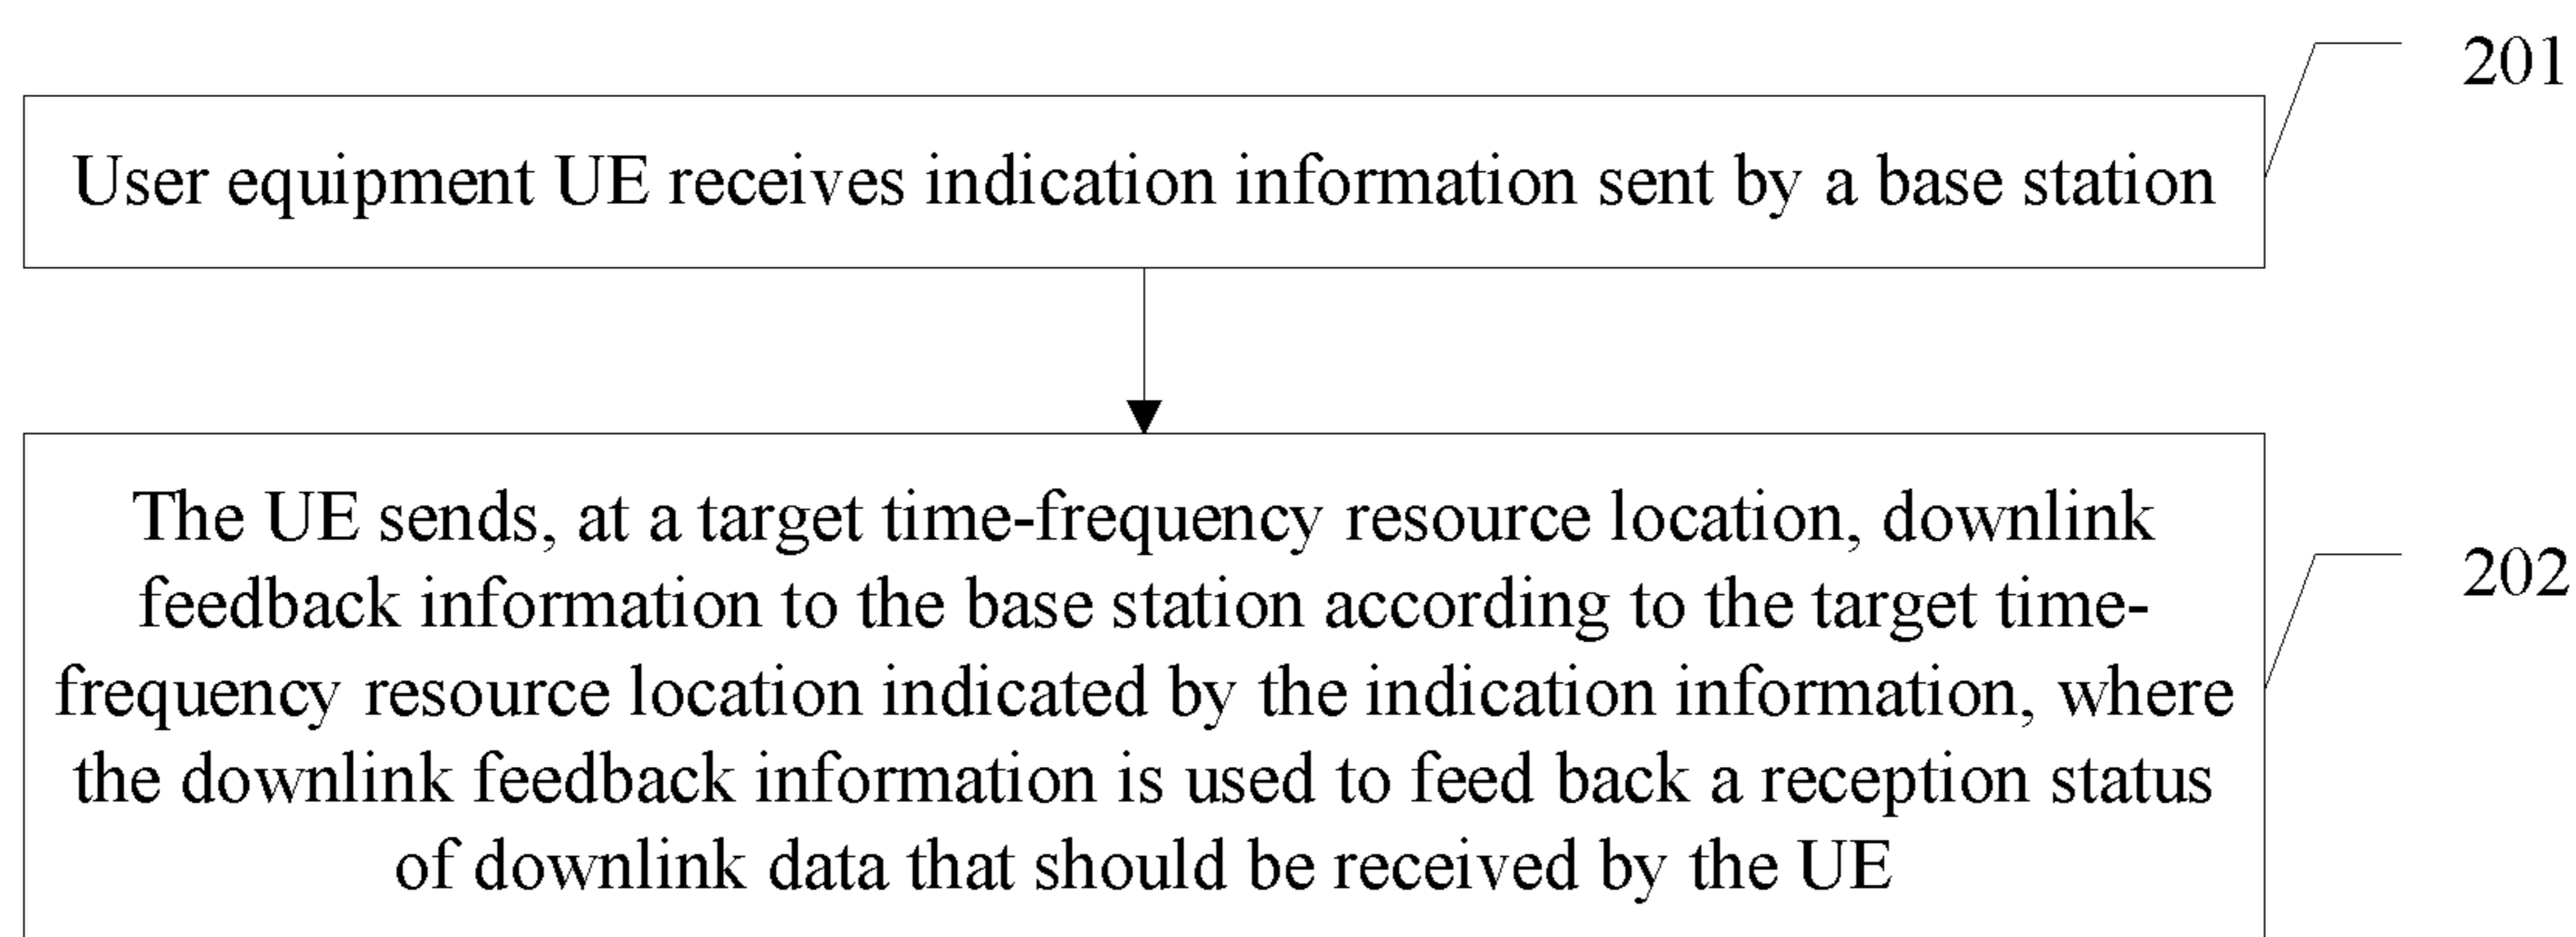 201
User equipment UE receives indication information sent by a base station
The UE sends, at a target time-frequency resource location, downlink
feedback information to the base station according to the target time-
frequency resource location indicated by the indication information, where
the downlink feedback information is used to feed back a reception status
of downlink data that should be received by the UE
202